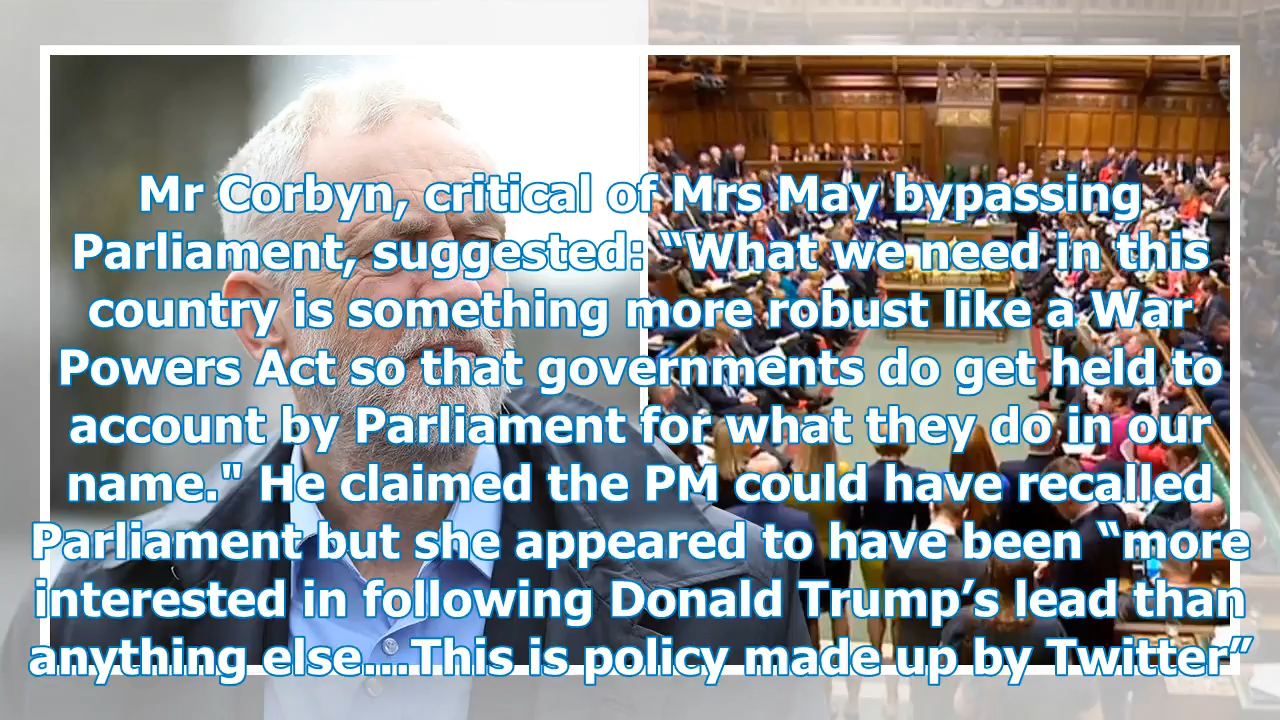 Mr Corbyn, critical of Mrs May bypassing
Parliament, suggested: “What we need in this
country is something more robust like a War
Powers Act so that governments do get held to
account by Parliament for what they do in our
name." He claimed the PM could have recalled
Parliament but she appeared to have been “more
interested in following Donald Trump’s lead than
anything else...This is policy made up by Twitter”